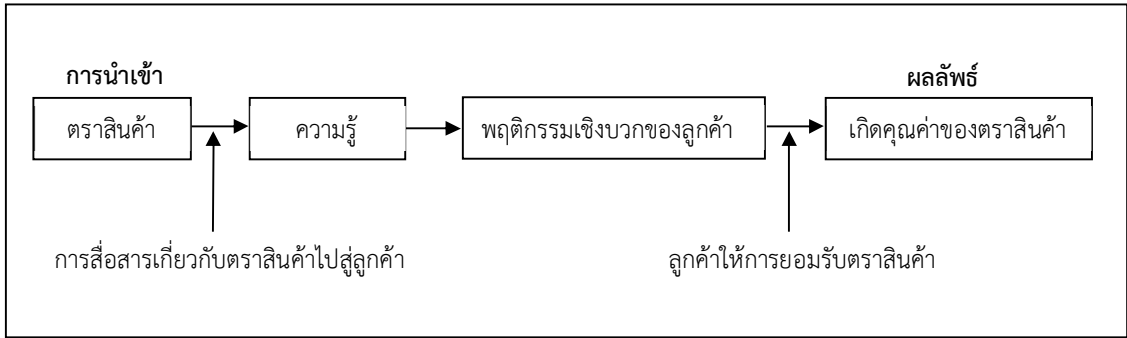 การนำเข้า
ผลลัพธ์
ตราสินค้า
ความรู้
พฤติกรรมเชิงบวกของลูกค้า
เกิดคุณค่าของตราสินค้า
การสื่อสารเกี่ยวกับตราสินค้าไปสู่ลูกค้า
ลูกค้าให้การยอมรับตราสินค้า